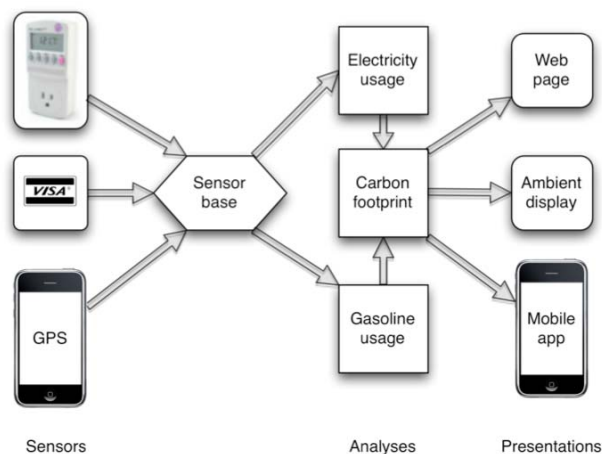 Electricity
usage
Web
page
VISA
Sensor
base
Carbon
footprint
Ambient
display
GPS
Gasoline
usage
Mobile
app
Sensors
Analyses
Presentations